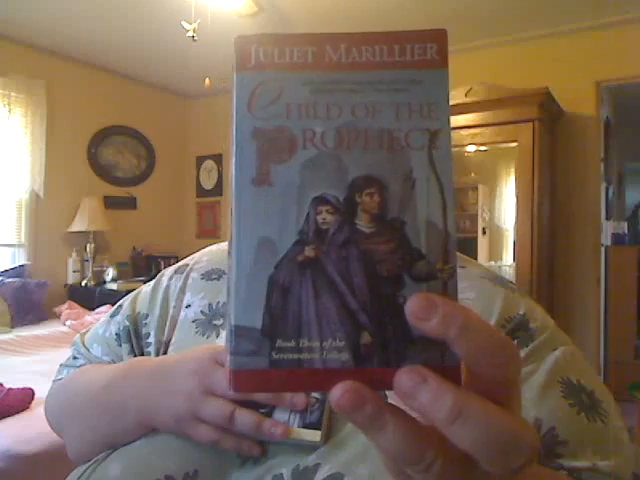 JULIET MARILLIER
CHILD OF THE
PROPHECY
Book Three of the
Sevenwaters Trilogy